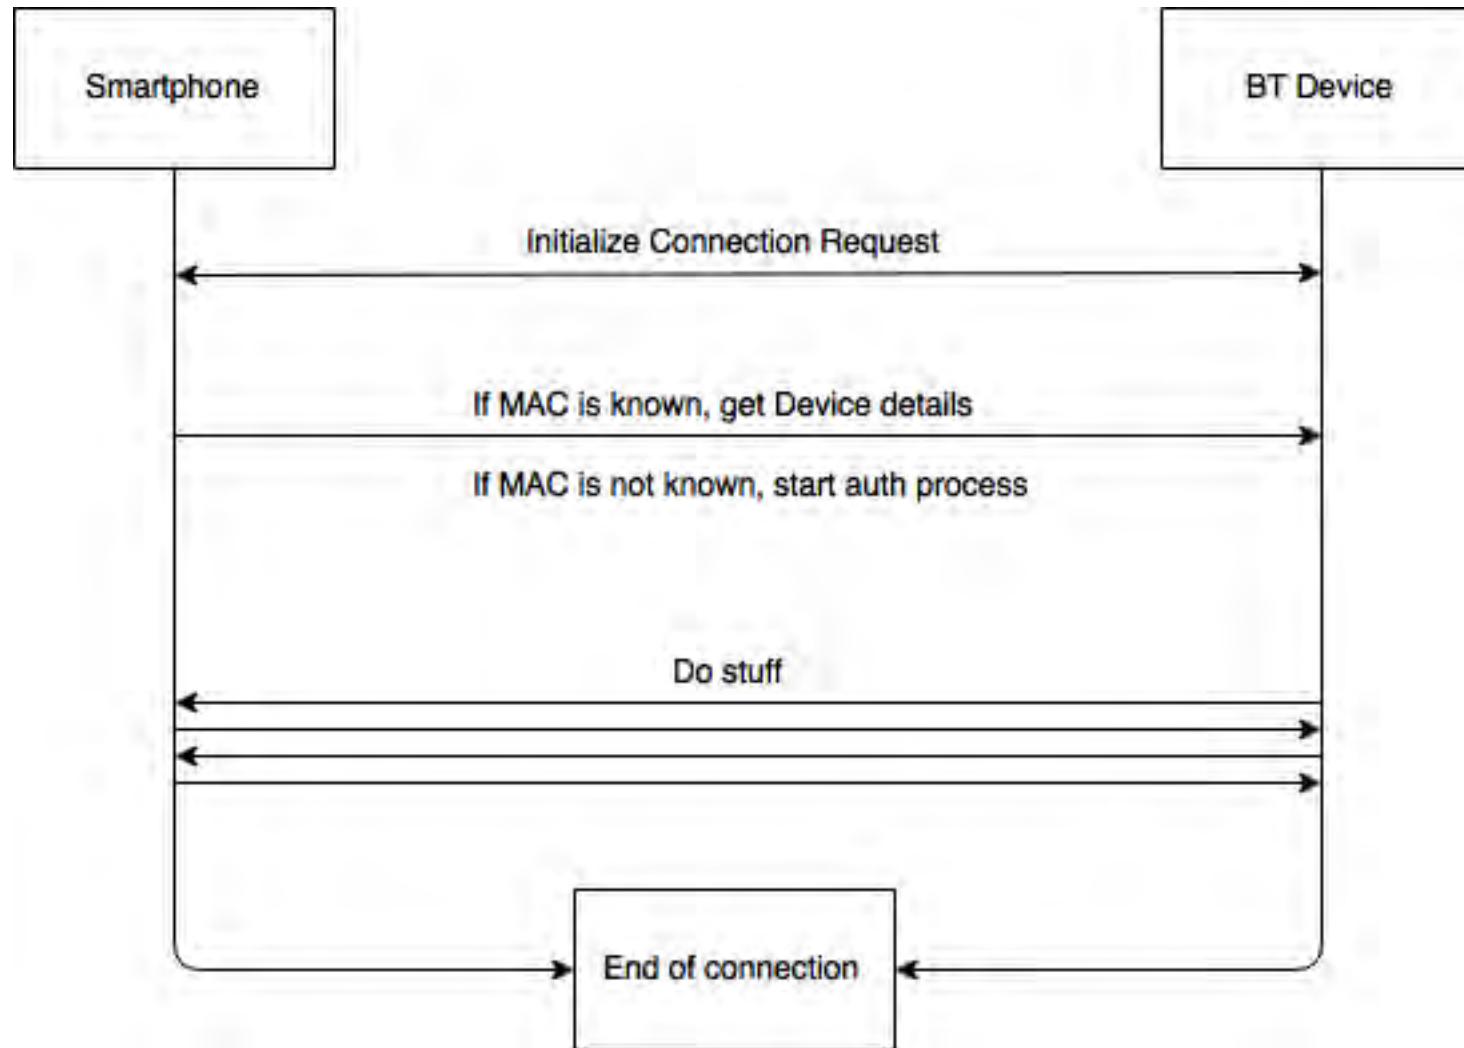 Smartphone
BT Device
Initialize Connection Request
If MAC is known, get Device details
If MAC is not known, start auth process
Do stuff
End of connection